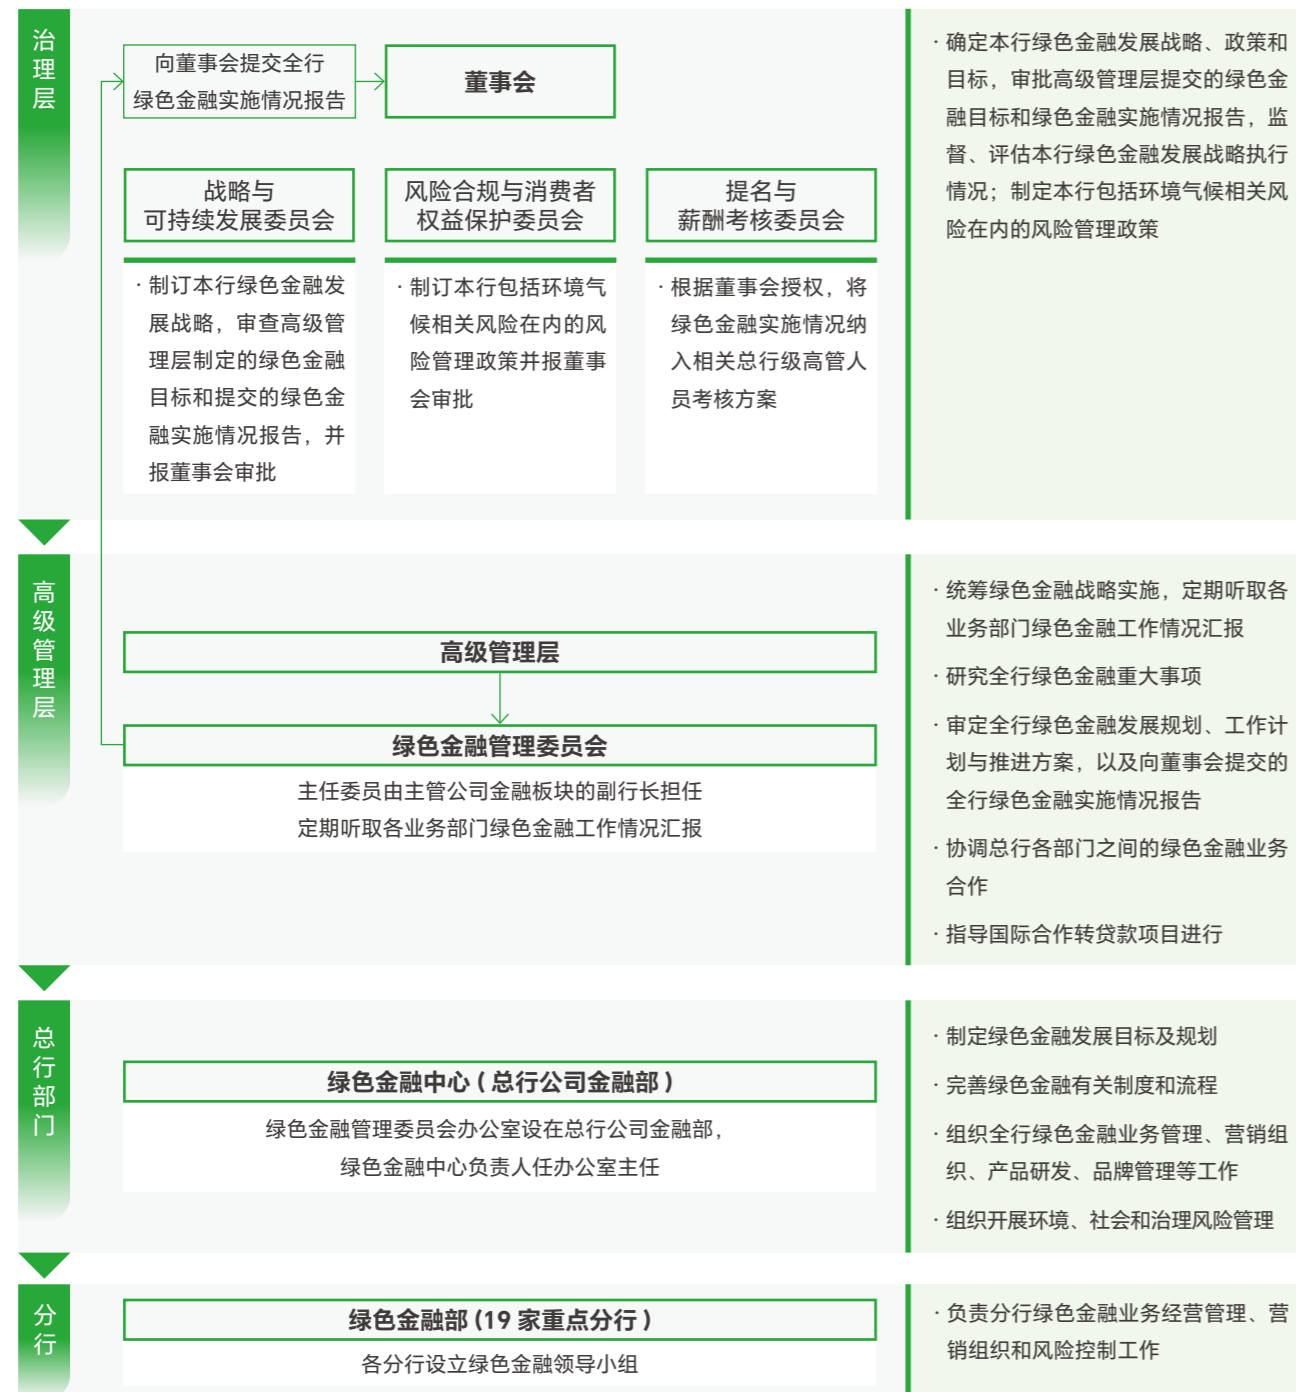 治理层
向董事会提交全行
绿色金融实施情况报告
董事会
战略与
可持续发展委员会
· 制订本行绿色金融发
展战略，审查高级管
理层制定的绿色金融
目标和提交的绿色金
融实施情况报告，并
报董事会审批
风险合规与消费者
权益保护委员会
· 制订本行包括环境气
候相关风险在内的风
险管理政策并报董事
会审批
提名与
薪酬考核委员会
· 根据董事会授权，将
绿色金融实施情况纳
入相关总行级高管人
员考核方案
· 确定本行绿色金融发展战略、政策和
目标，审批高级管理层提交的绿色金
融目标和绿色金融实施情况报告，监
督、评估本行绿色金融发展战略执行
情况；制定本行包括环境气候相关风
险在内的风险管理政策
高级管理层
高级管理层
绿色金融管理委员会
主任委员由主管公司金融板块的副行长担任
定期听取各业务部门绿色金融工作情况汇报
· 统筹绿色金融战略实施，定期听取各
业务部门绿色金融工作情况汇报
· 研究全行绿色金融重大事项
· 审定全行绿色金融发展规划、工作计
划与推进方案，以及向董事会提交的
全行绿色金融实施情况报告
· 协调总行各部门之间的绿色金融业务
合作
· 指导国际合作转贷款项目进行
总行部门
绿色金融中心 ( 总行公司金融部 )
绿色金融管理委员会办公室设在总行公司金融部，
绿色金融中心负责人任办公室主任
· 制定绿色金融发展目标及规划
· 完善绿色金融有关制度和流程
· 组织全行绿色金融业务管理、营销组
织、产品研发、品牌管理等工作
· 组织开展环境、社会和治理风险管理
分行
绿色金融部 (19 家重点分行 )
各分行设立绿色金融领导小组
· 负责分行绿色金融业务经营管理、营
销组织和风险控制工作